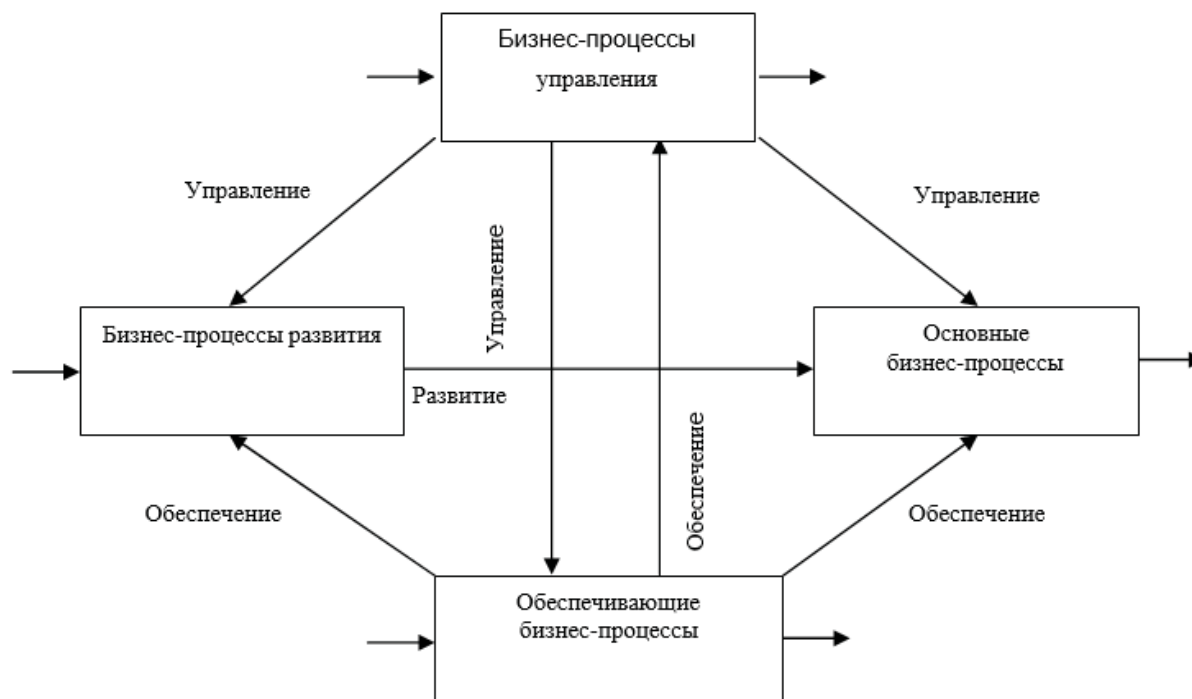 Бизнес-процессы
управления
Управление
Управление
Управление
Бизнес-процессы развития
Основные
бизнес-процессы
Развитие
Обеспечение
Обеспечение
Обеспечение
Обеспечивающие
бизнес-процессы